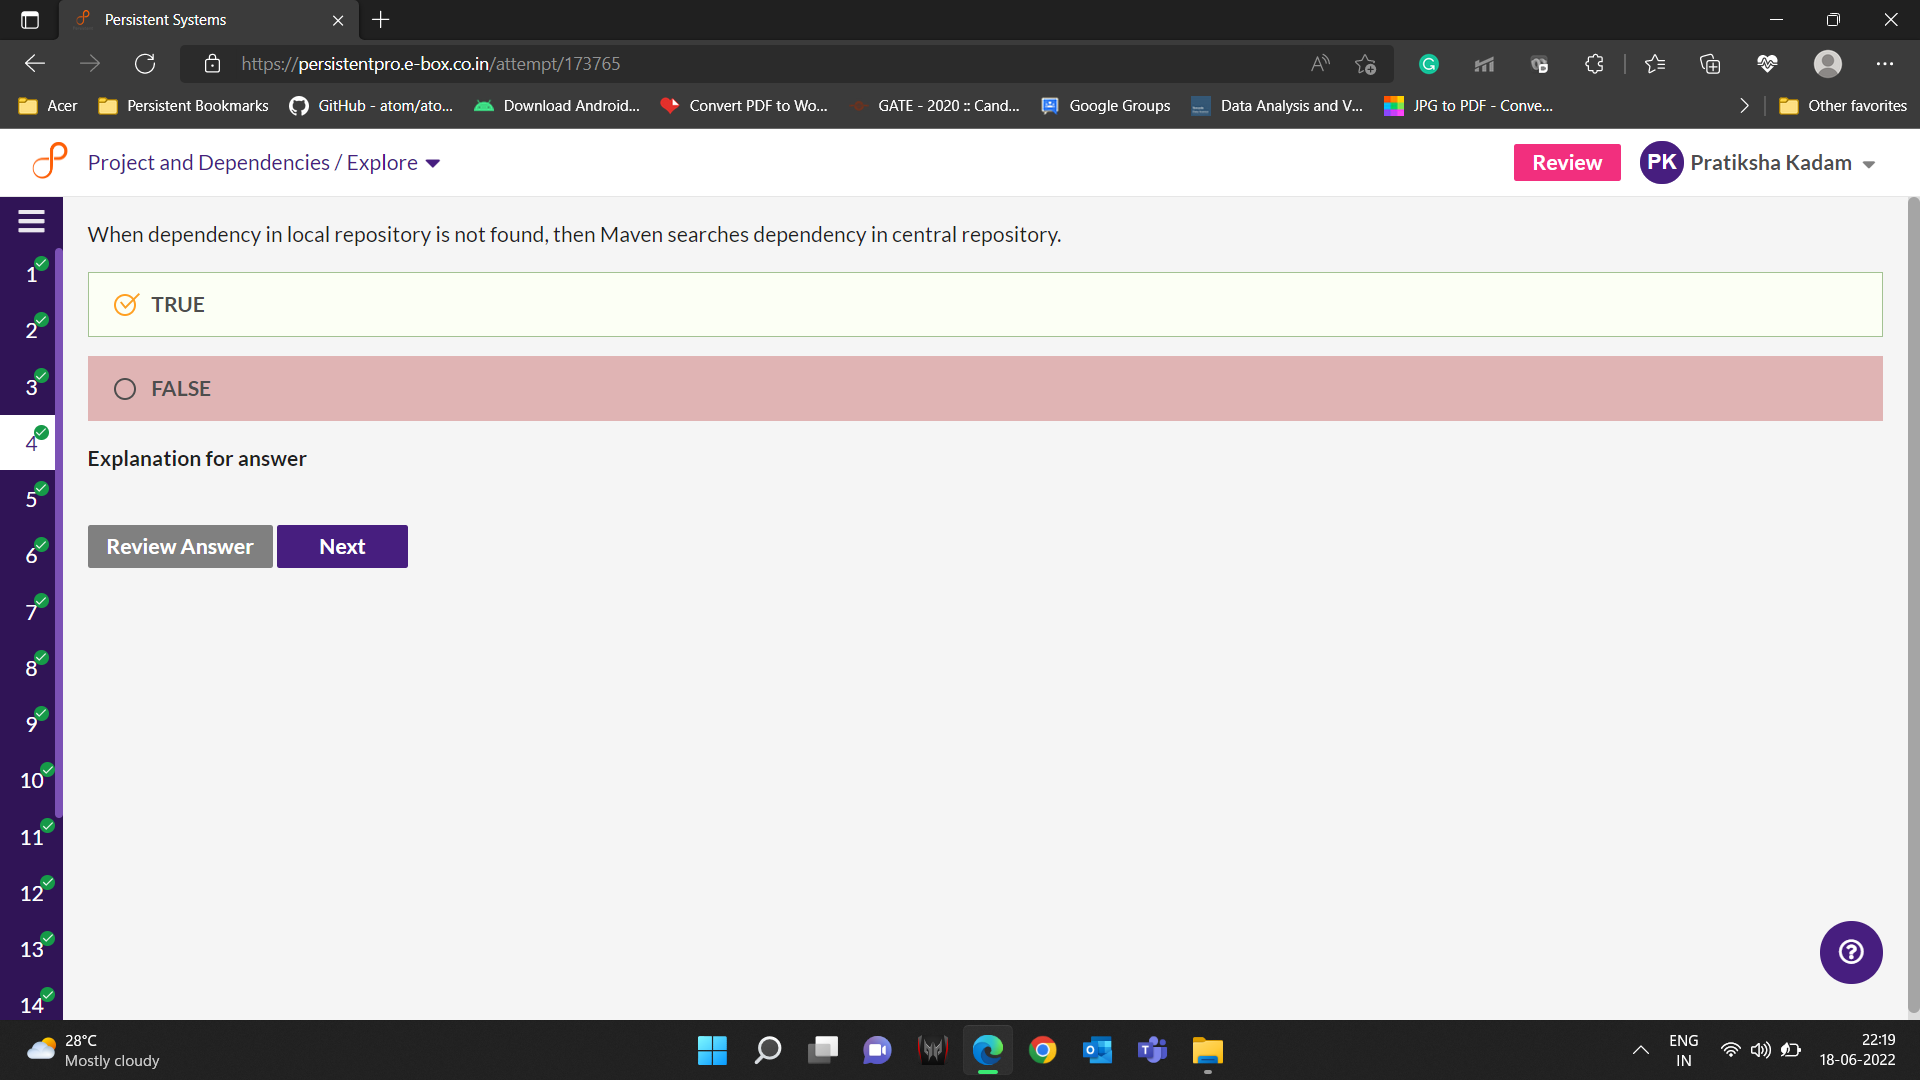 Persistent Systems
https://persistentpro.e-box.co.in/attempt/173765
Acer
Persistent Bookmarks
GitHub - atom/ato...
Download Android...
Convert PDF to Wo...
GATE - 2020 :: Cand...
Google Groups
Data Analysis and V...
JPG to PDF - Conve...
Other favorites
Project and Dependencies / Explore
Review
PK
Pratiksha Kadam
When dependency in local repository is not found, then Maven searches dependency in central repository.
TRUE
FALSE
Explanation for answer
Review Answer
Next
1
2
3
4
5
6
7
8
9
10
11
12
13
14
28°C
Mostly cloudy
ENG
IN
22:19
18-06-2022